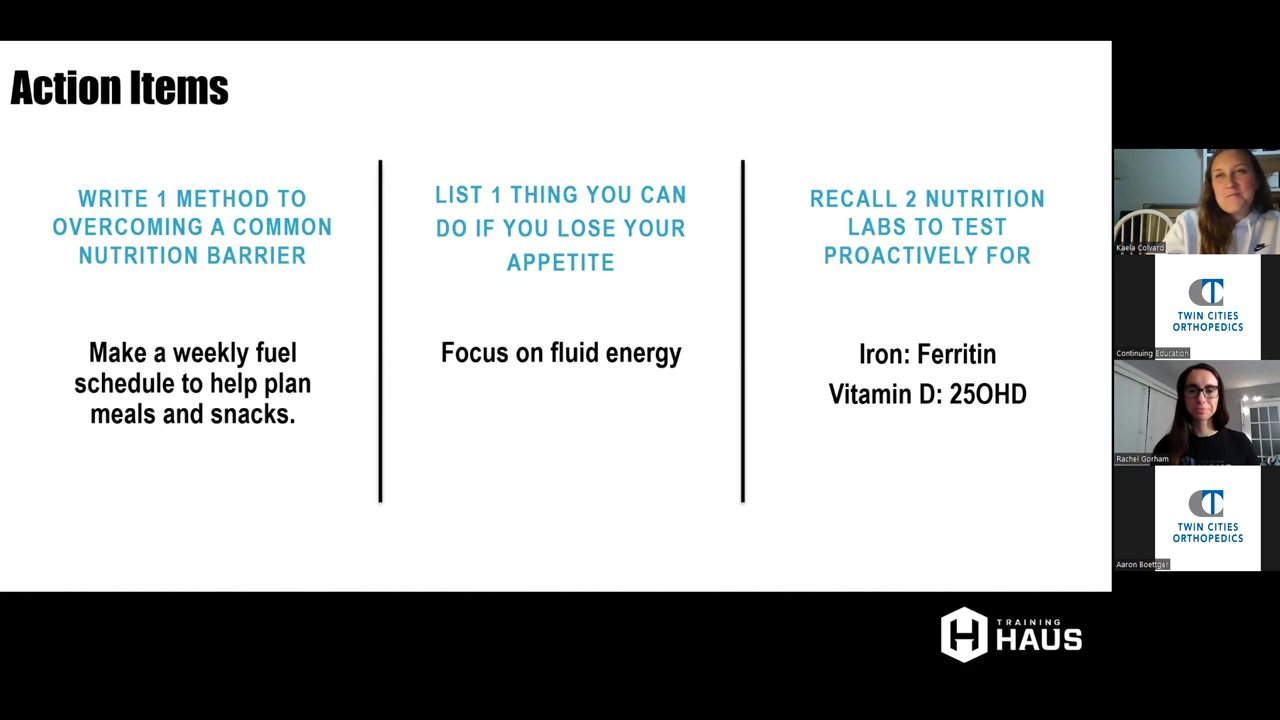 Action Items
WRITE 1 METHOD TO
OVERCOMING A COMMON
NUTRITION BARRIER
Make a weekly fuel
schedule to help plan
meals and snacks.
LIST 1 THING YOU CAN
DO IF YOU LOSE YOUR
APPETITE
Focus on fluid energy
RECALL 2 NUTRITION
LABS TO TEST
PROACTIVELY FOR
Iron: Ferritin
Vitamin D: 25OHD
Kaela Colvard
TWIN CITIES
ORTHOPEDICS
Continuing Education
Rachel Gorham
TWIN CITIES
ORTHOPEDICS
Aaron Boettger
TRAINING
HAUS